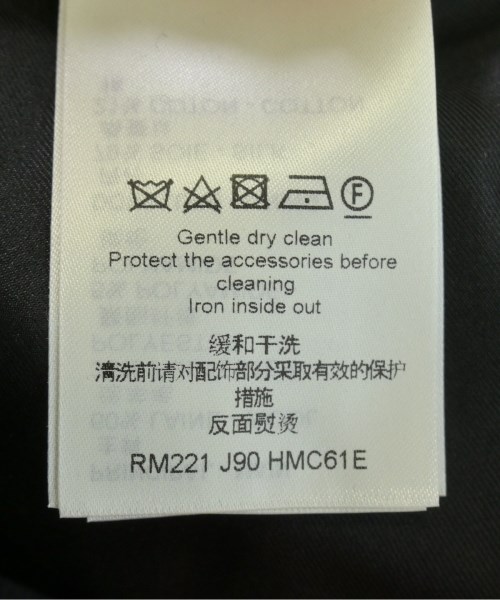 F
Gentle dry clean
Protect the accessories before
cleaning
Iron inside out
缓和干洗
清洗前请对配饰部分采取有效的保护
措施
反面熨烫
RM221 J90 HMC61E